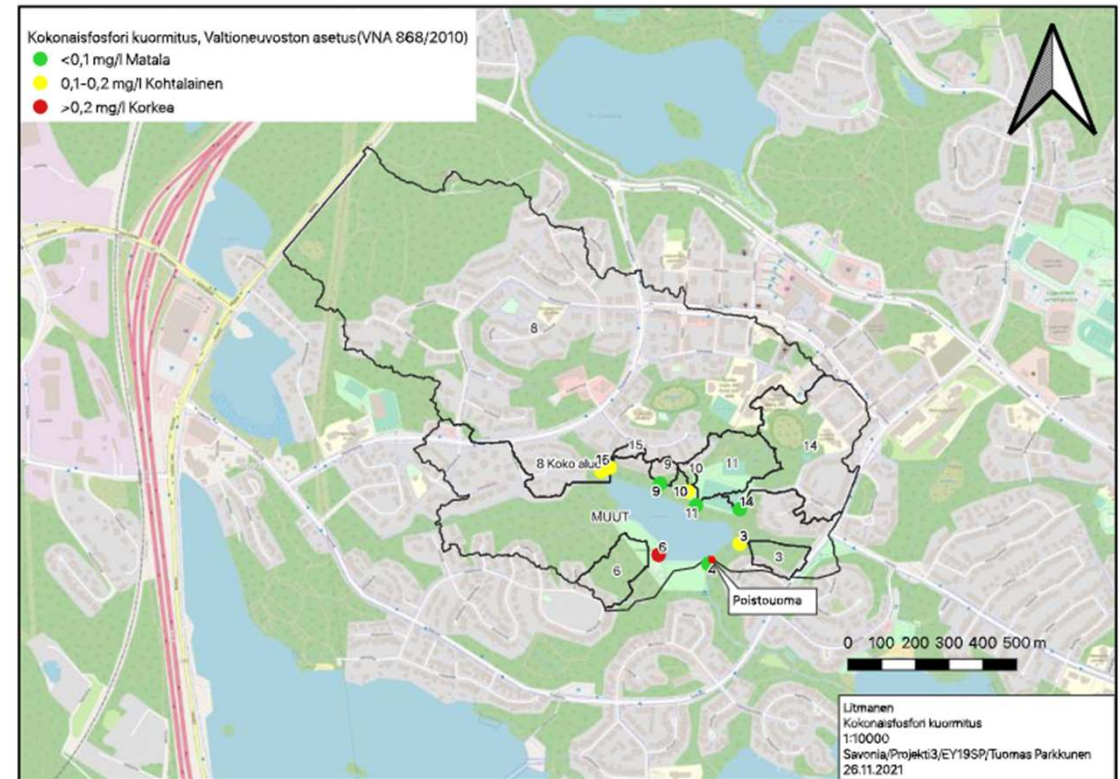 Kokonaisfosfori kuormitus, Valtioneuvoston asetus(VNA 868/2010)
<0,1 mg/l Matala
0,1-0,2 mg/l Kohtalainen
>0,2 mg/l Korkea
8
14
15
8 Koko alue
15
9
10
11
9
10
11
14
MUUT
3
3
6
6
4
Poistouoma
0 100 200 300 400 500 m
Litmanen
Kokonaisfosfori kuormitus
1:10000
Savonia/Projekti3/EY19SP/Tuomas Parkkunen
26.11.2021